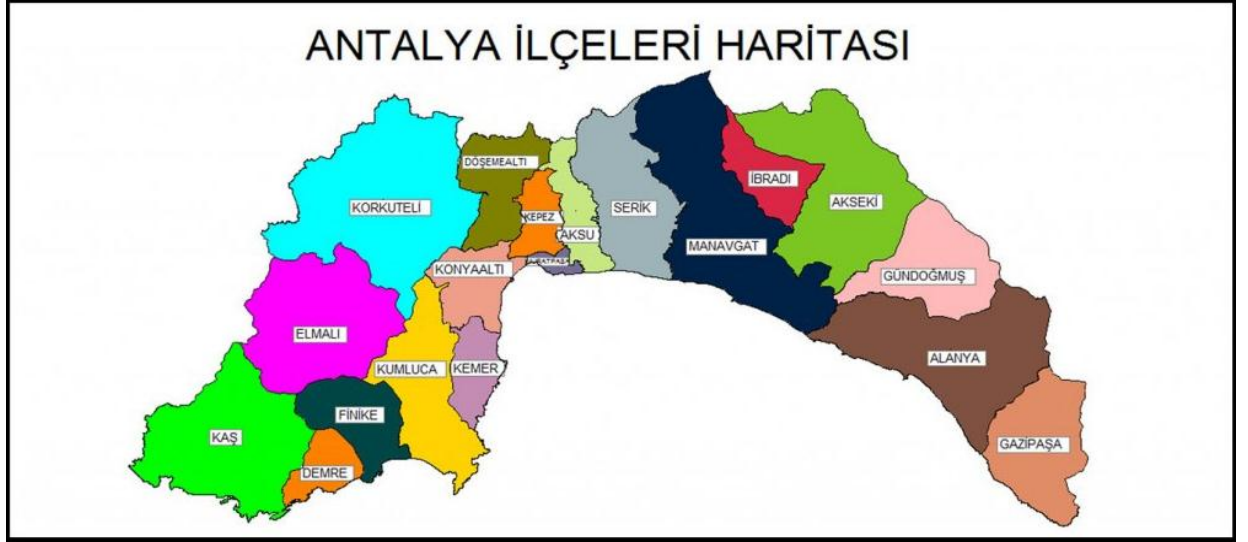 ANTALYA İLÇELERİ HARİTASI
KORKUTELİ
DÖŞEMEALTI
KEPEZ
AKSU
SERİK
İBRADI
AKSEKİ
MANAVGAT
KONYAALTI
GÜNDOĞMUŞ
ELMALI
KUMLUCA
KEMER
ALANYA
KAŞ
FİNİKE
DEMRE
GAZİPAŞA